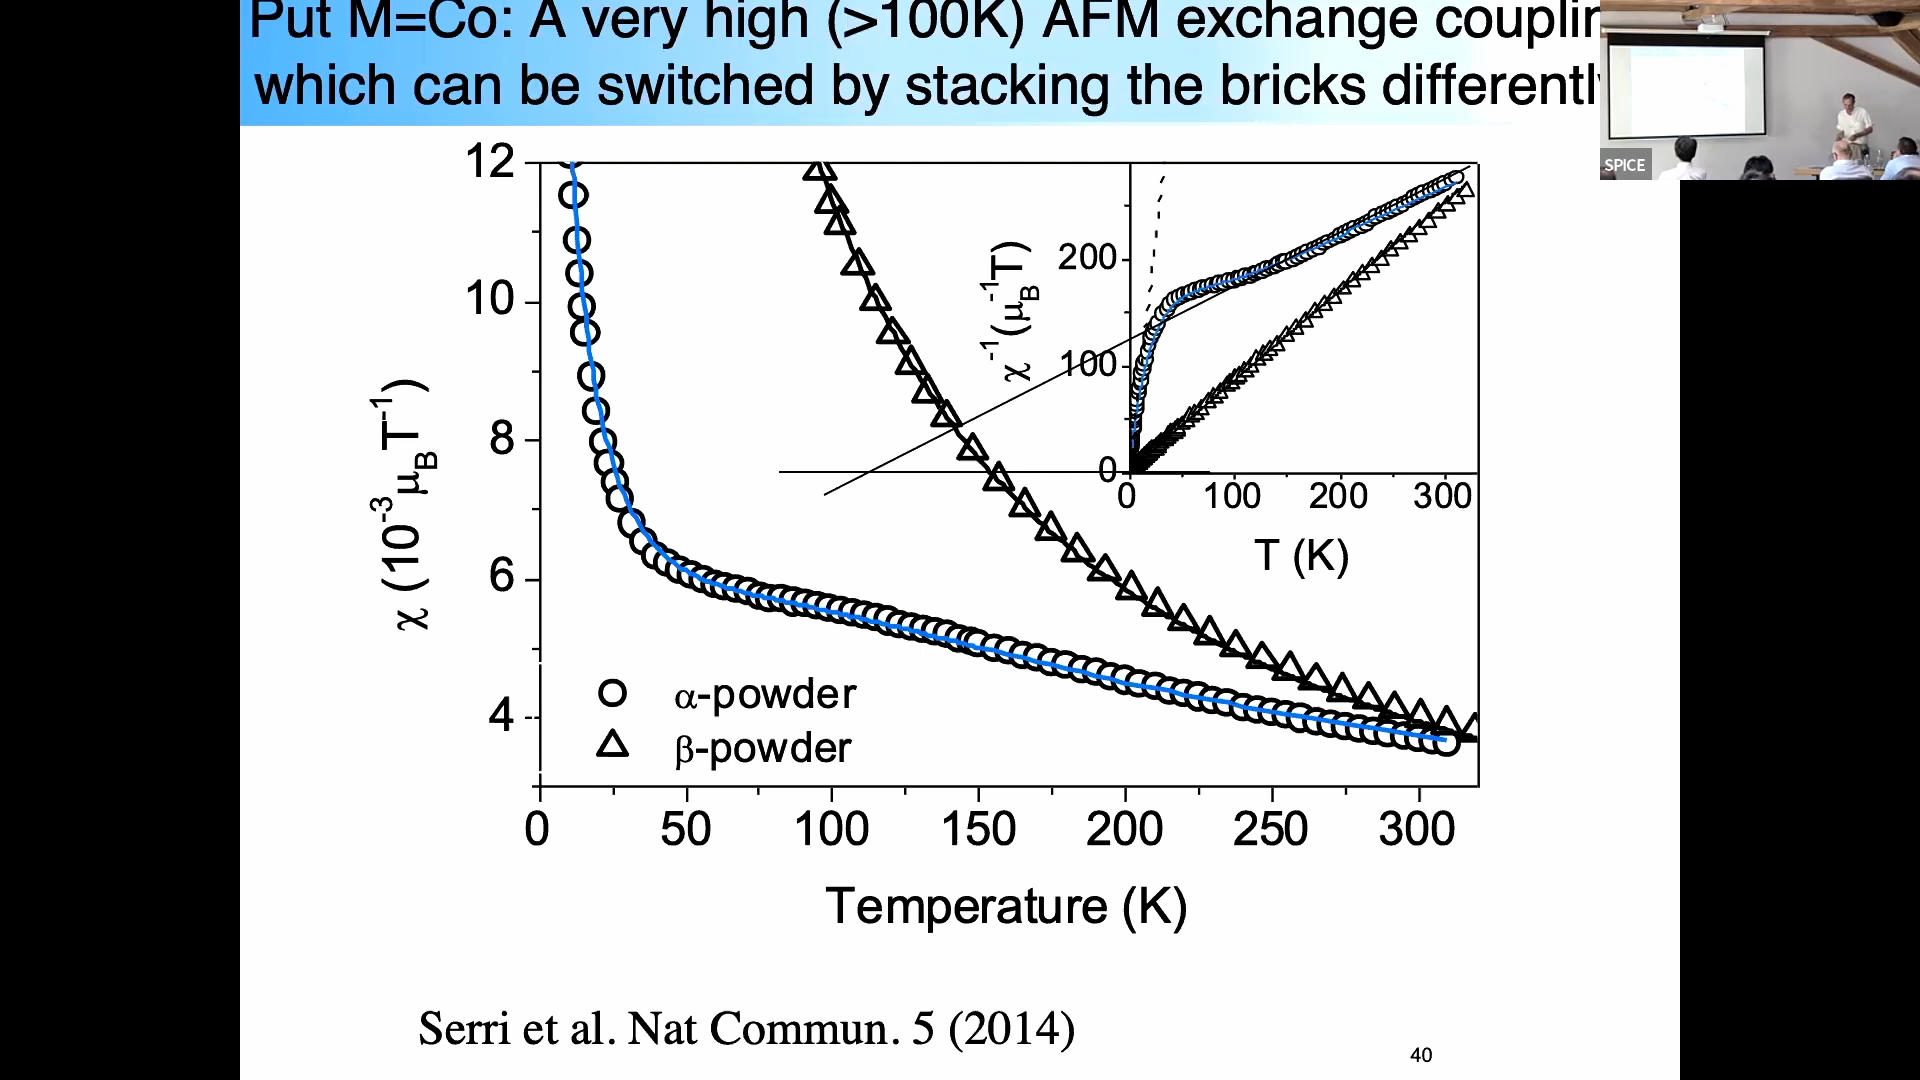 Put M=Co: A very high (>100K) AFM exchange couplin
which can be switched by stacking the bricks differently
SPICE
12
10
8
6
4
χ (10⁻³μ_BT⁻¹)
α-powder
β-powder
0 50 100 150 200 250 300
Temperature (K)
200
100
0
χ⁻¹(μ_B⁻¹T)
0 100 200 300
T (K)
Serri et al. Nat Commun. 5 (2014)
40